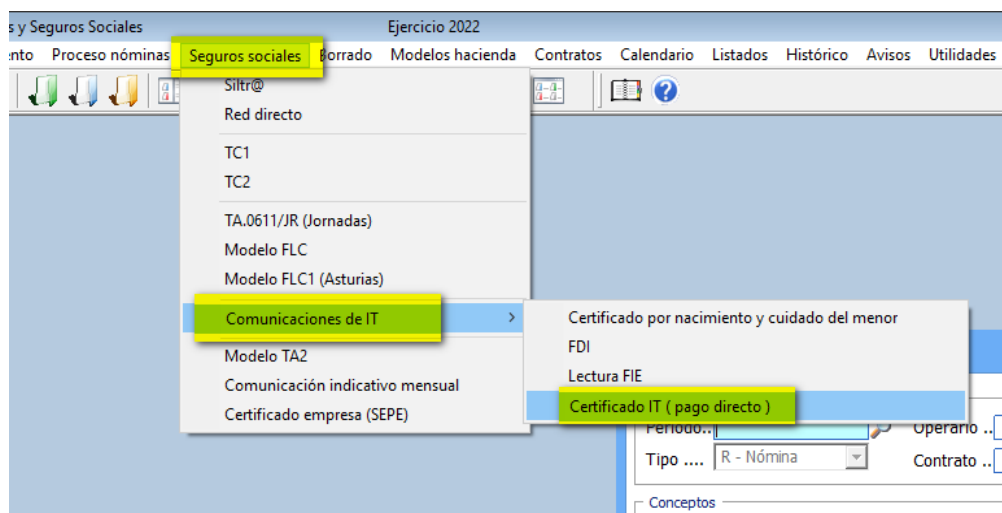 s y Seguros Sociales Ejercicio 2022
ento Proceso nóminas Seguros sociales Borrado Modelos hacienda Contratos Calendario Listados Histórico Avisos Utilidades
Siltr@
Red directo
TC1
TC2
TA.0611/JR (Jornadas)
Modelo FLC
Modelo FLC1 (Asturias)
Comunicaciones de IT >
Modelo TA2
Comunicación indicativo mensual
Certificado empresa (SEPE)
Certificado por nacimiento y cuidado del menor
FDI
Lectura FIE
Certificado IT ( pago directo )
Periodo.. Operario ..
Tipo .... R - Nómina Contrato ..
Conceptos